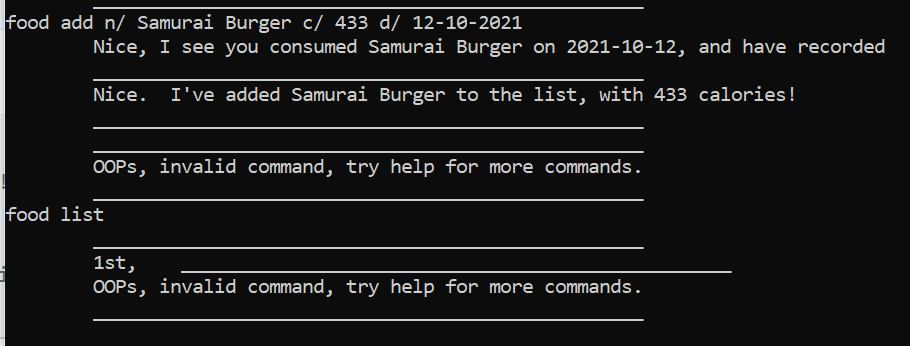 food add n/ Samurai Burger c/ 433 d/ 12-10-2021
Nice, I see you consumed Samurai Burger on 2021-10-12, and have recorded
Nice.  I've added Samurai Burger to the list, with 433 calories!
OOPs, invalid command, try help for more commands.
food list
1st,
OOPs, invalid command, try help for more commands.